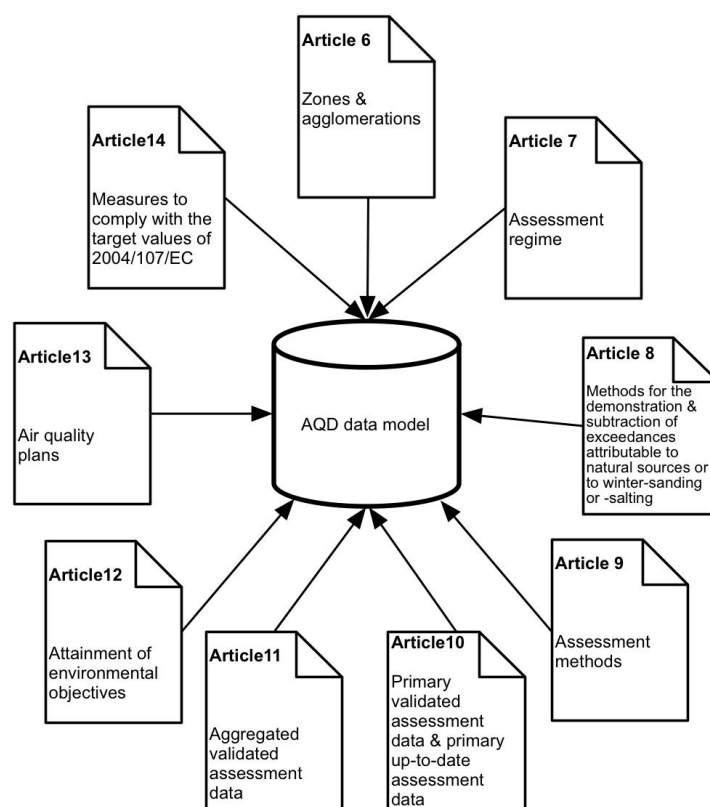 Article 6
Zones &
agglomerations
Article 7
Assessment
regime
Article 8
Methods for the
demonstration &
subtraction of
exceedances
attributable to
natural sources or
to winter-sanding
or -salting
Article 9
Assessment
methods
Article10
Primary
validated
assessment
data & primary
up-to-date
assessment
data
Article11
Aggregated
validated
assessment
data
Article12
Attainment of
environmental
objectives
Article13
Air quality
plans
Article14
Measures to
comply with the
target values of
2004/107/EC
AQD data model